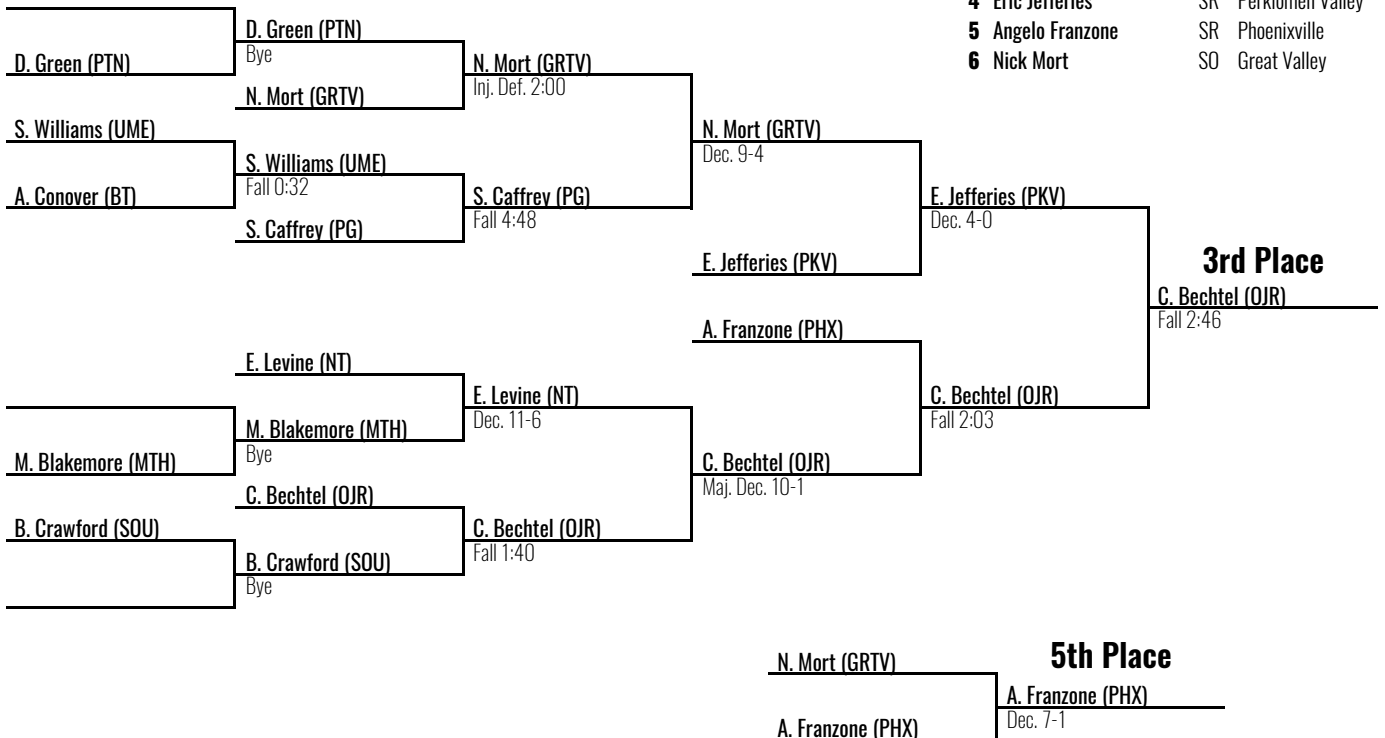 4 Eric Jefferies SR Perkiomen Valley
5 Angelo Franzone SR Phoenixville
6 Nick Mort SO Great Valley
D. Green (PTN)
D. Green (PTN)
Bye
N. Mort (GRTV)
N. Mort (GRTV)
Inj. Def. 2:00
S. Williams (UME)
A. Conover (BT)
S. Williams (UME)
Fall 0:32
S. Caffrey (PG)
S. Caffrey (PG)
Fall 4:48
N. Mort (GRTV)
Dec. 9-4
E. Jefferies (PKV)
E. Jefferies (PKV)
Dec. 4-0
3rd Place
C. Bechtel (OJR)
Fall 2:46
A. Franzone (PHX)
E. Levine (NT)
E. Levine (NT)
Dec. 11-6
M. Blakemore (MTH)
M. Blakemore (MTH)
Bye
C. Bechtel (OJR)
Fall 2:03
C. Bechtel (OJR)
Maj. Dec. 10-1
C. Bechtel (OJR)
B. Crawford (SOU)
B. Crawford (SOU)
Bye
C. Bechtel (OJR)
Fall 1:40
5th Place
N. Mort (GRTV)
A. Franzone (PHX)
A. Franzone (PHX)
Dec. 7-1